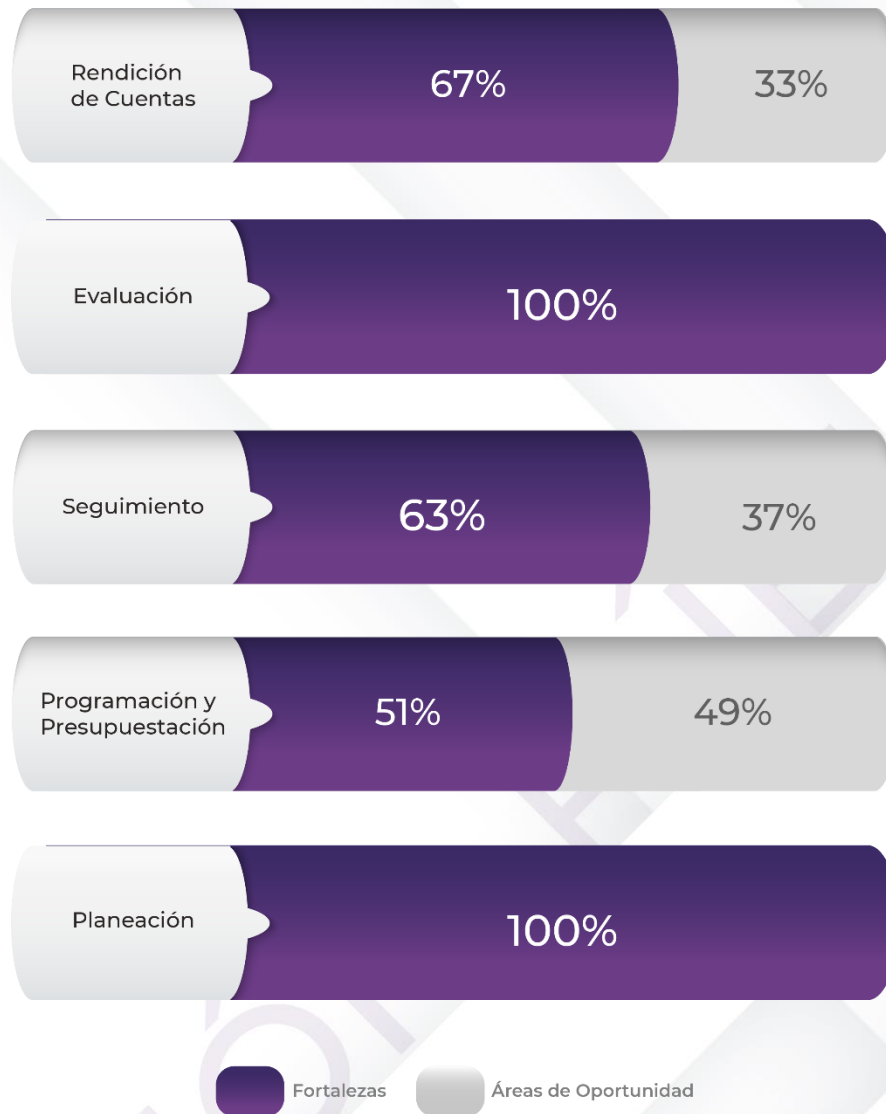 Rendición
de Cuentas
67%
33%
Evaluación
100%
Seguimiento
63%
37%
Programación y
Presupuestación
51%
49%
Planeación
100%
Fortalezas
Áreas de Oportunidad